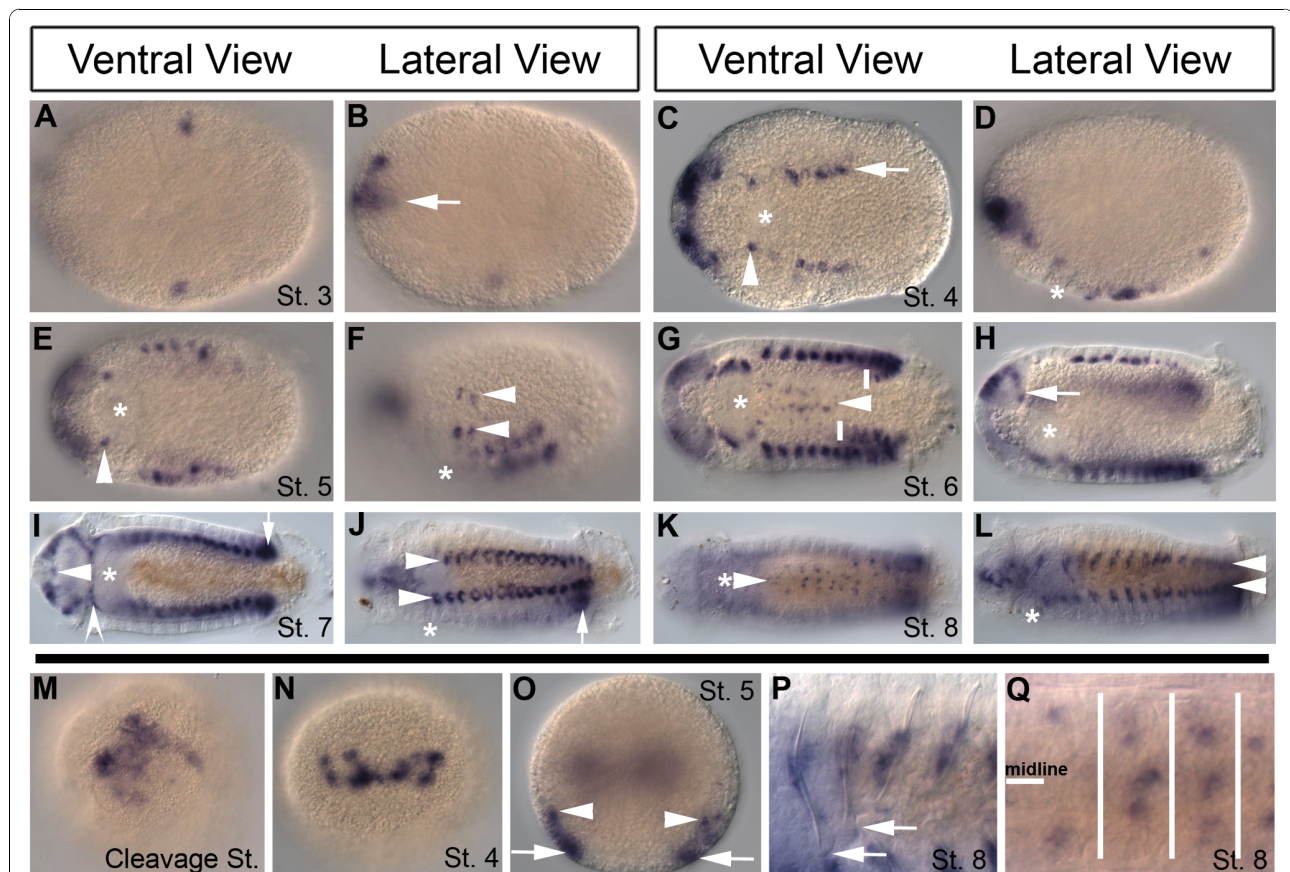 Ventral View Lateral View Ventral View Lateral View
A B C D
St. 3 St. 4
* *
E F G H
* * * *
St. 5 St. 6
I J K L
* * * *
St. 7 St. 8
M N O St. 5 P Q
midline
Cleavage St. St. 4 St. 8 St. 8